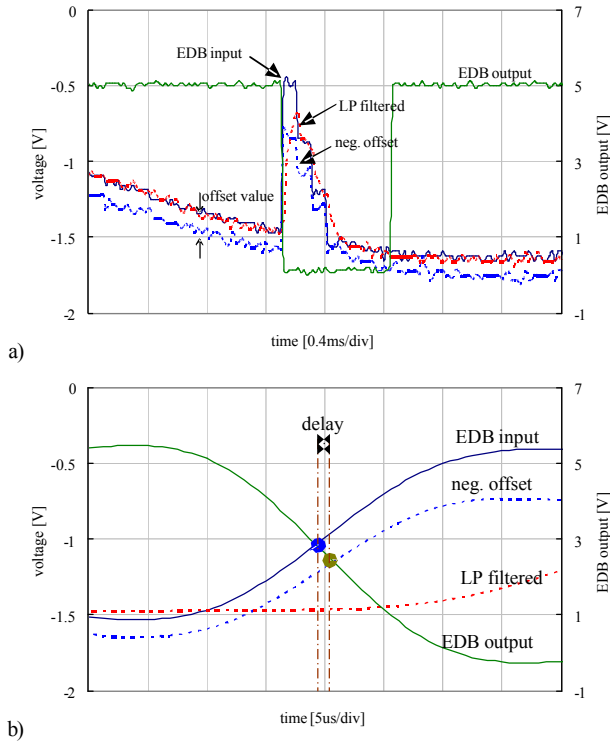 0
7
EDB input
EDB output
-0.5
5
LP filtered
neg. offset
voltage [V]
-1
3
EDB output [V]
offset value
-1.5
1
-2
-1
time [0.4ms/div]
a)
0
7
delay
EDB input
-0.5
5
neg. offset
voltage [V]
-1
3
EDB output [V]
LP filtered
-1.5
1
EDB output
-2
-1
time [5us/div]
b)